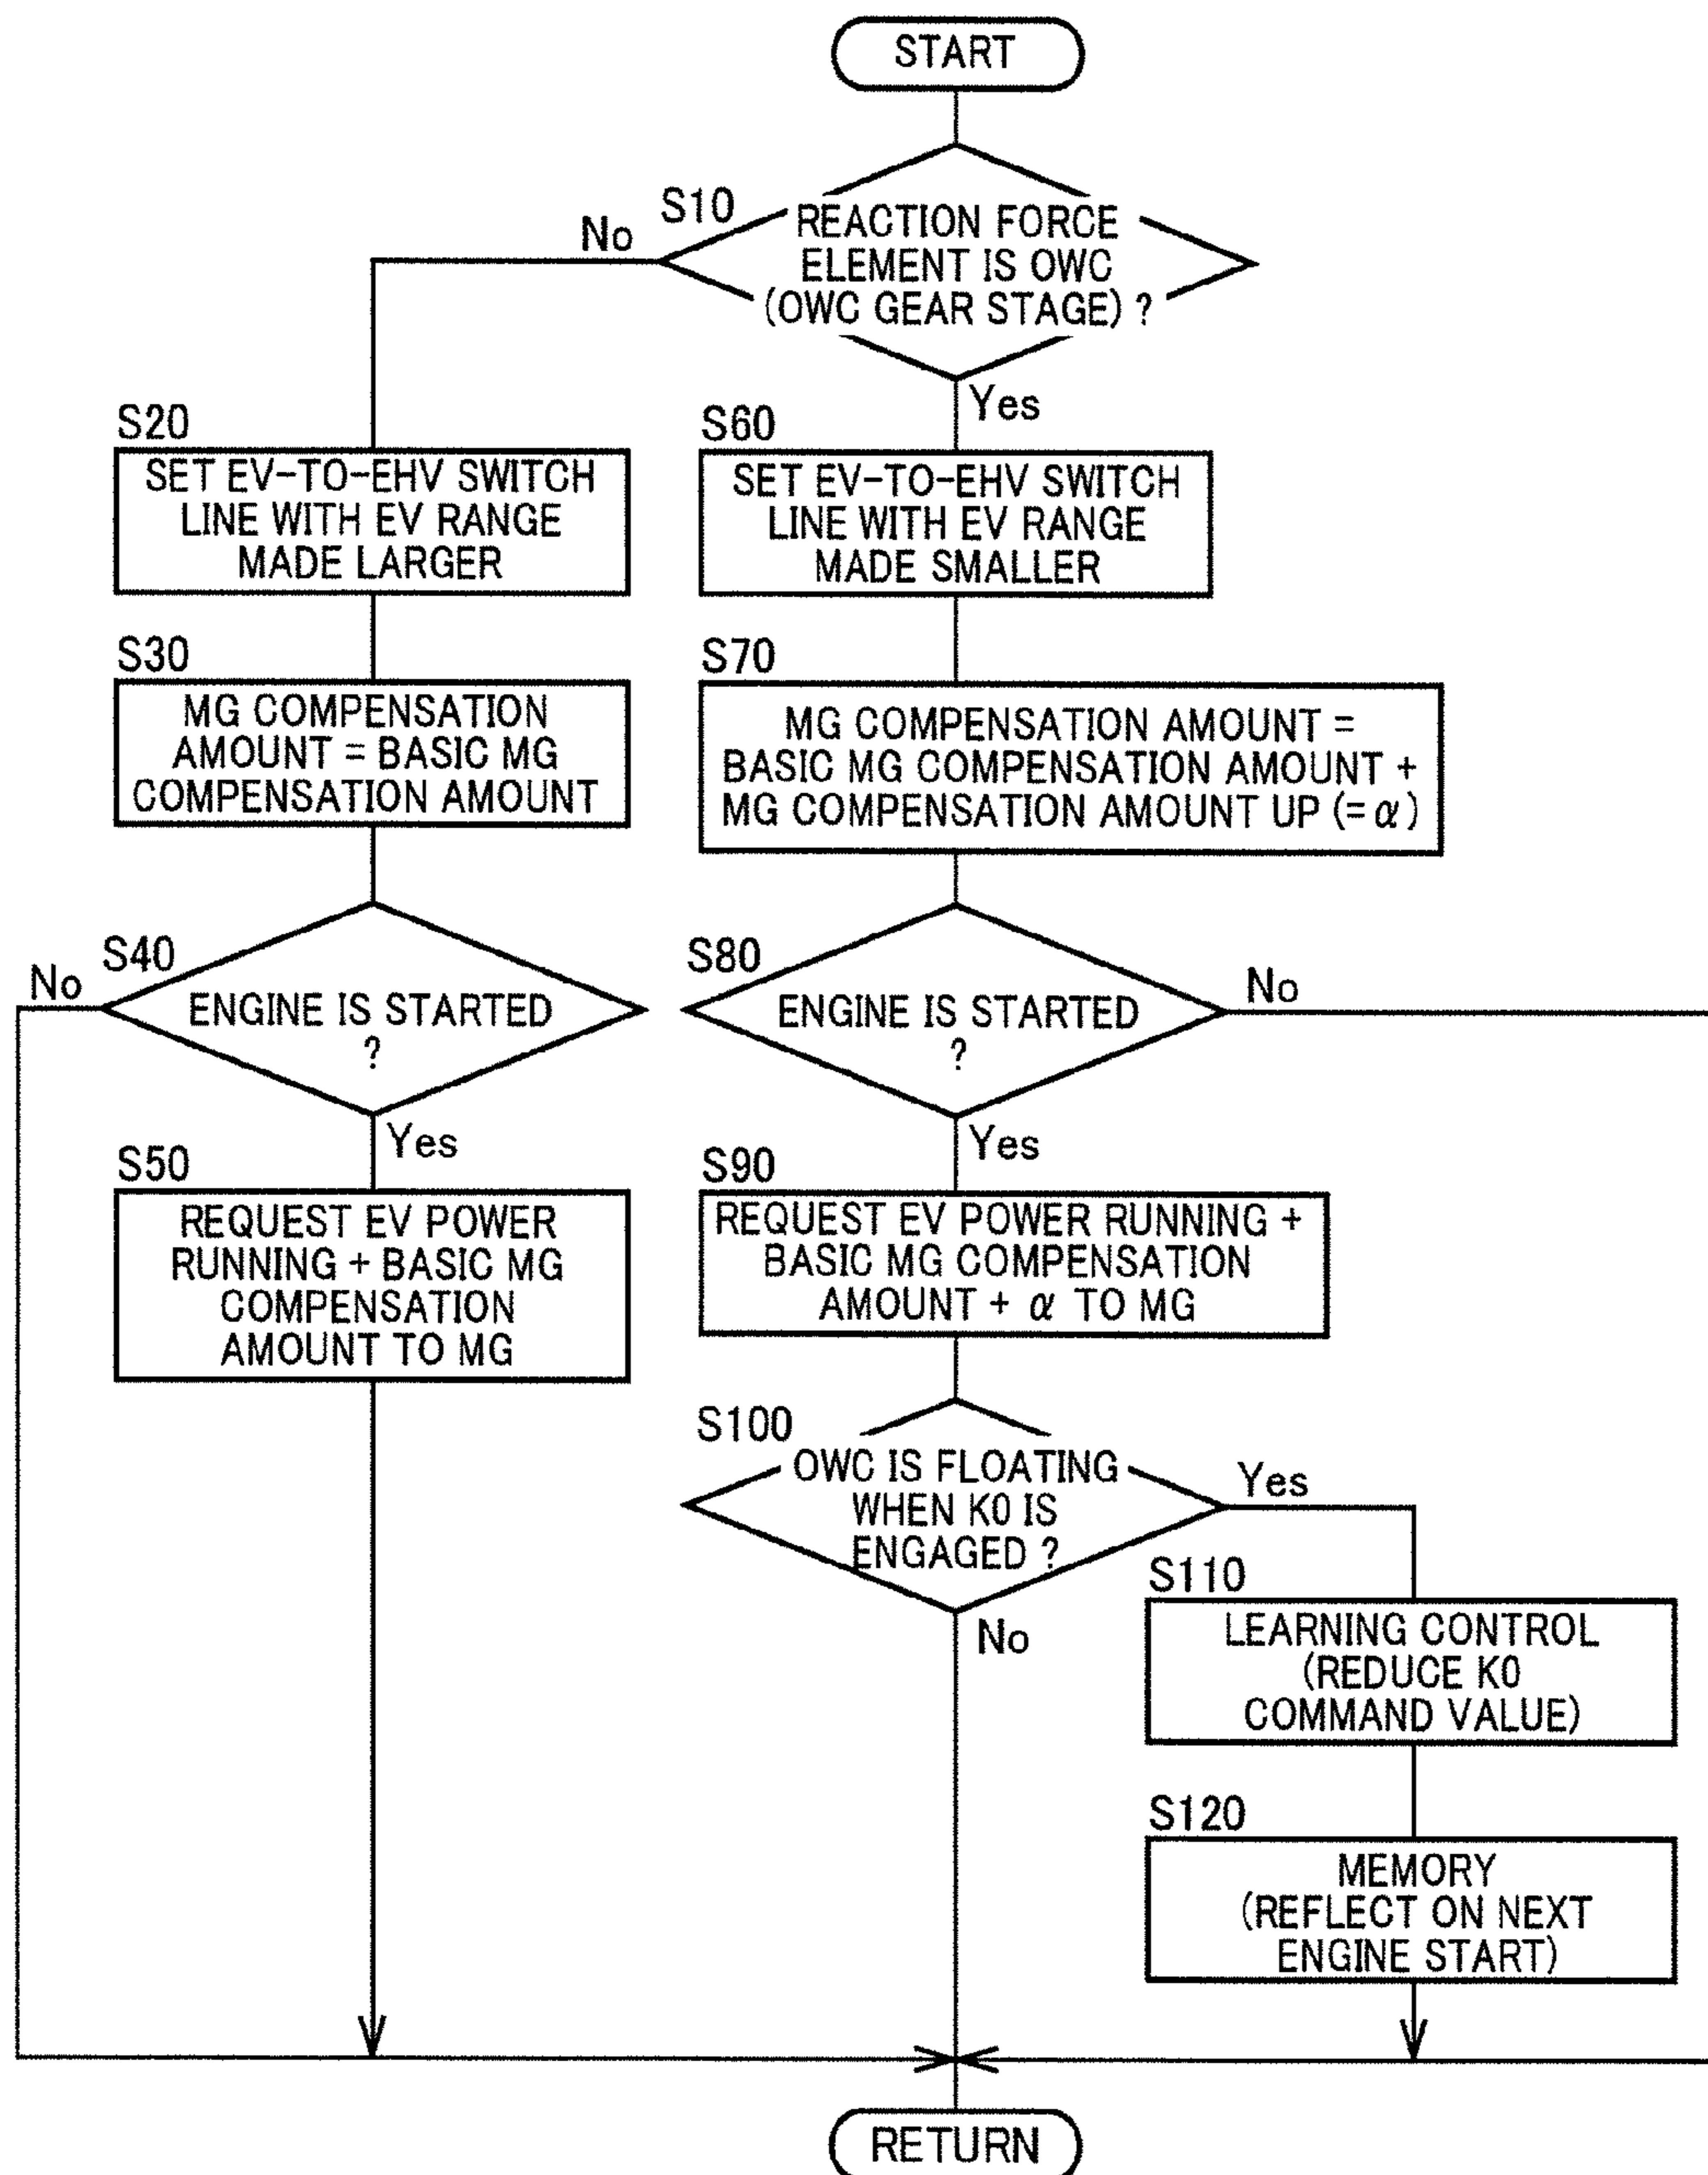 START
S10
REACTION FORCE
ELEMENT IS OWC
(OWC GEAR STAGE) ?
No
Yes
S20
SET EV-TO-EHV SWITCH
LINE WITH EV RANGE
MADE LARGER
S30
MG COMPENSATION
AMOUNT = BASIC MG
COMPENSATION AMOUNT
S40
No
ENGINE IS STARTED
?
Yes
S50
REQUEST EV POWER
RUNNING + BASIC MG
COMPENSATION
AMOUNT TO MG
S60
SET EV-TO-EHV SWITCH
LINE WITH EV RANGE
MADE SMALLER
S70
MG COMPENSATION AMOUNT =
BASIC MG COMPENSATION AMOUNT +
MG COMPENSATION AMOUNT UP (= α)
S80
No
ENGINE IS STARTED
?
Yes
S90
REQUEST EV POWER RUNNING +
BASIC MG COMPENSATION
AMOUNT + α TO MG
S100
OWC IS FLOATING
WHEN K0 IS
ENGAGED ?
Yes
No
S110
LEARNING CONTROL
(REDUCE K0
COMMAND VALUE)
S120
MEMORY
(REFLECT ON NEXT
ENGINE START)
RETURN